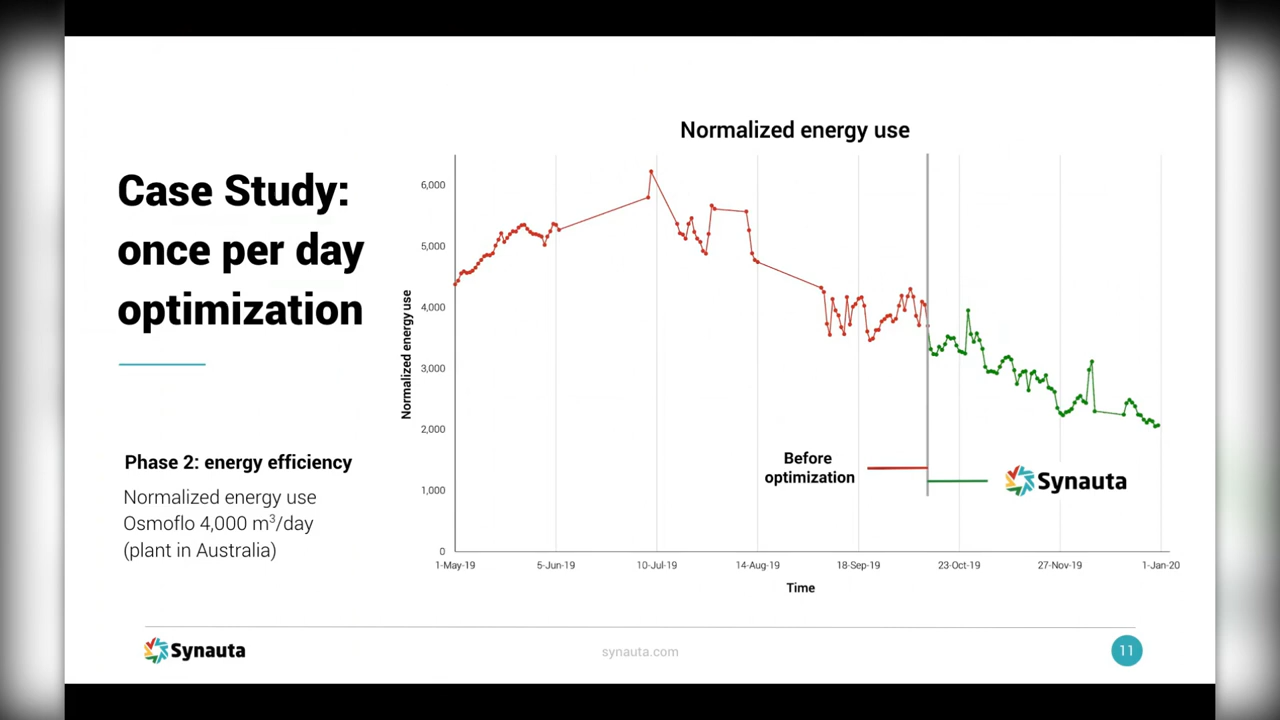 Case Study:
once per day
optimization
Phase 2: energy efficiency
Normalized energy use
Osmoflo 4,000 m³/day
(plant in Australia)
Normalized energy use
Normalized energy use
6,000
5,000
4,000
3,000
2,000
1,000
0
1-May-19
5-Jun-19
10-Jul-19
14-Aug-19
18-Sep-19
23-Oct-19
27-Nov-19
1-Jan-20
Time
Before
optimization
Synauta
Synauta
synauta.com
11